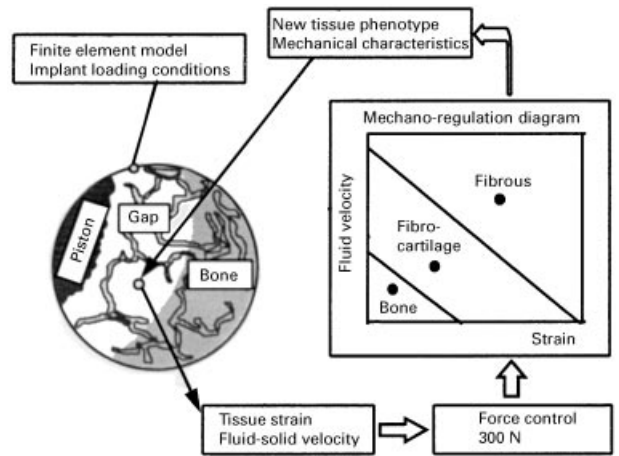 New tissue phenotype
Mechanical characteristics
Finite element model
Implant loading conditions
Mechano-regulation diagram
Fluid velocity
Fibrous
Fibro-
cartilage
Bone
Strain
Piston
Gap
Bone
Tissue strain
Fluid-solid velocity
Force control
300 N